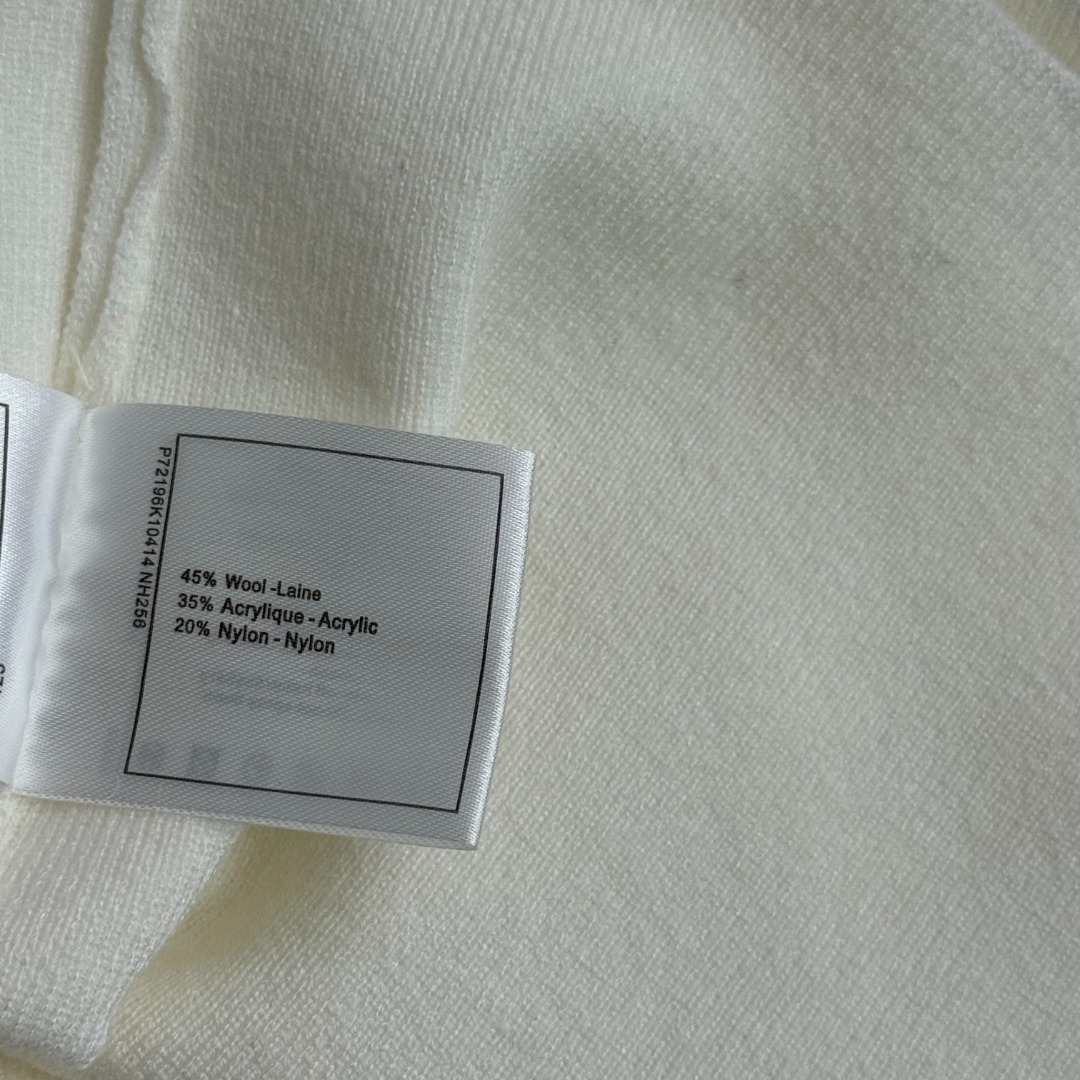 P72196K10414 NH256
45% Wool -Laine
35% Acrylique - Acrylic
20% Nylon - Nylon